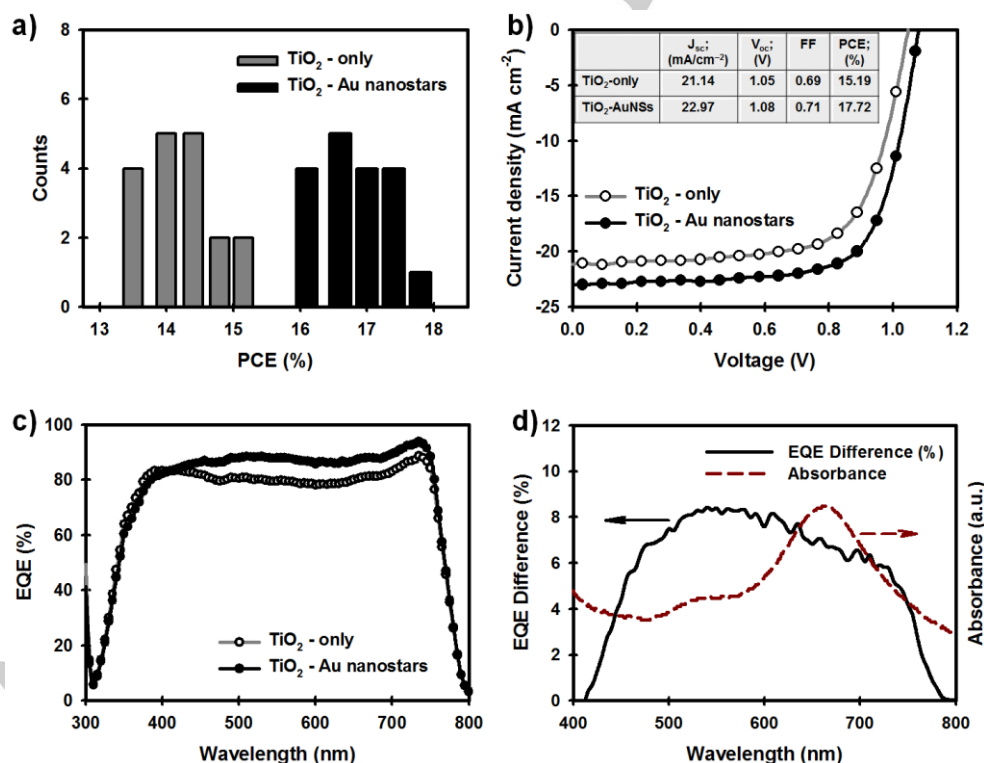 a)
8
6
4
2
0
Counts
TiO2 - only
TiO2 - Au nanostars
13 14 15 16 17 18
PCE (%)
b)
0
-5
-10
-15
-20
-25
Current density (mA cm-2)
Jsc; Voc; FF PCE;
(mA/cm−2) (V) (%)
TiO2-only 21.14 1.05 0.69 15.19
TiO2-AuNSs 22.97 1.08 0.71 17.72
TiO2 - only
TiO2 - Au nanostars
0.0 0.2 0.4 0.6 0.8 1.0 1.2
Voltage (V)
c)
100
80
60
40
20
0
EQE (%)
TiO2 - only
TiO2 - Au nanostars
300 400 500 600 700 800
Wavelength (nm)
d)
12
10
8
6
4
2
0
EQE Difference (%)
EQE Difference (%)
Absorbance
12
8
4
0
Absorbance (a.u.)
400 500 600 700 800
Wavelength (nm)